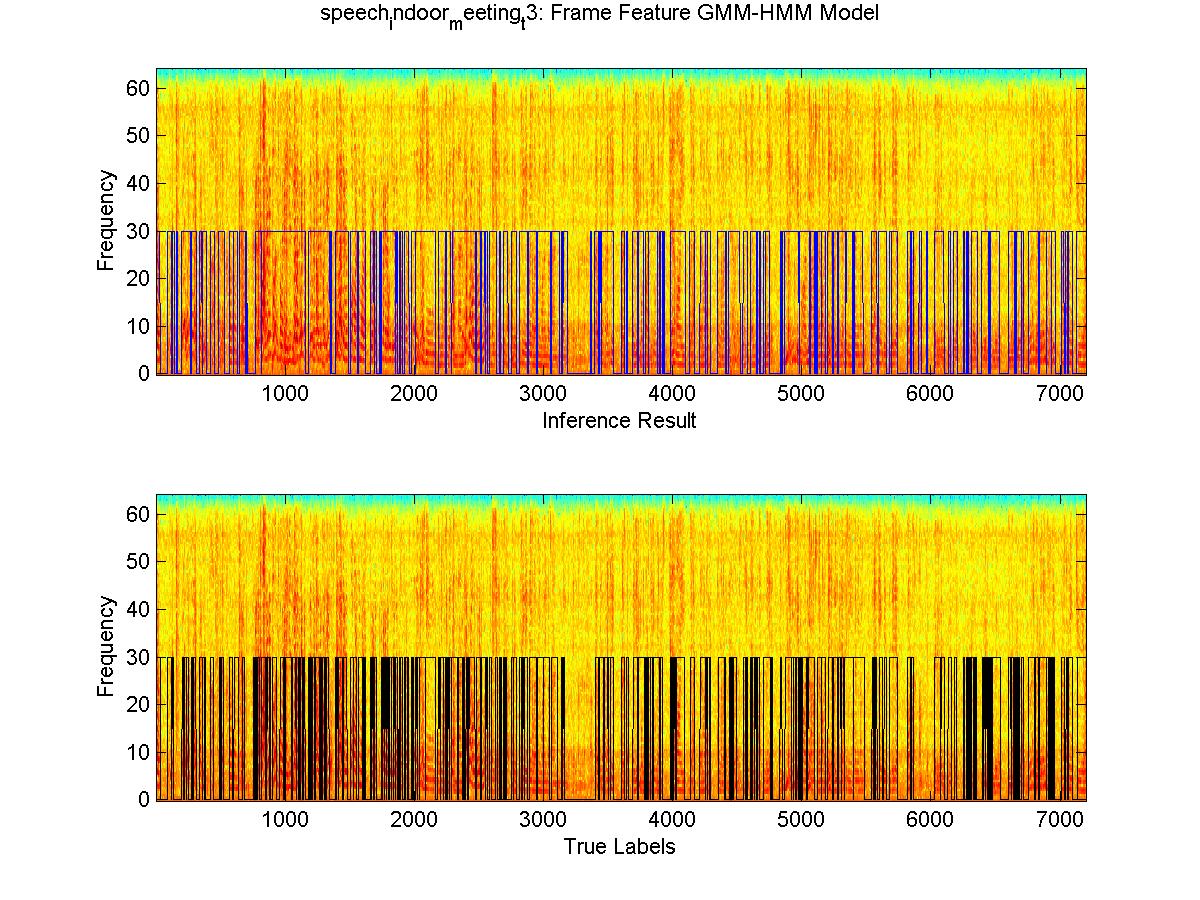 speech_indoor_meeting_t3: Frame Feature GMM-HMM Model
60
50
40
30
20
10
0
Frequency
1000 2000 3000 4000 5000 6000 7000
Inference Result
60
50
40
30
20
10
0
Frequency
1000 2000 3000 4000 5000 6000 7000
True Labels